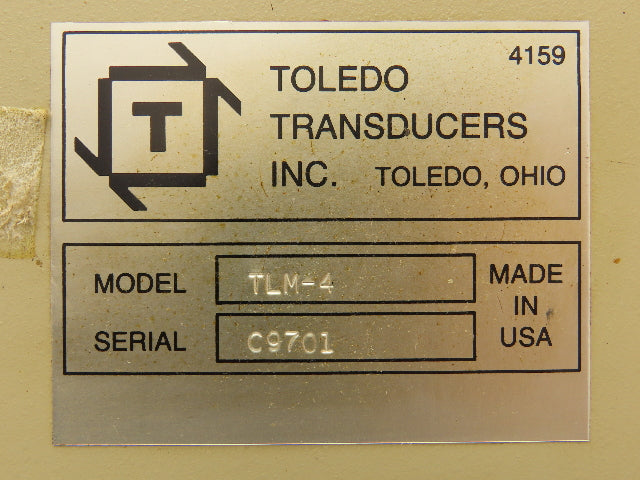 4159
T
TOLEDO
TRANSDUCERS
INC. TOLEDO, OHIO
MODEL TLM-4
SERIAL C9701
MADE
IN
USA